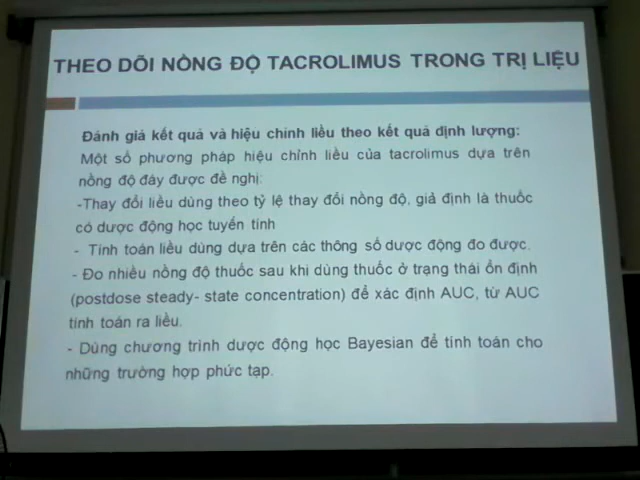 THEO DÕI NỒNG ĐỘ TACROLIMUS TRONG TRỊ LIỆU
Đánh giá kết quả và hiệu chỉnh liều theo kết quả định lượng:
Một số phương pháp hiệu chỉnh liều của tacrolimus dựa trên
nồng độ đáy được đề nghị:
-Thay đổi liều dùng theo tỷ lệ thay đổi nồng độ, giả định là thuốc
có dược động học tuyến tính
- Tính toán liều dùng dựa trên các thông số dược động đo được.
- Đo nhiều nồng độ thuốc sau khi dùng thuốc ở trạng thái ổn định
(postdose steady- state concentration) để xác định AUC, từ AUC
tính toán ra liều.
- Dùng chương trình dược động học Bayesian để tính toán cho
những trường hợp phức tạp.